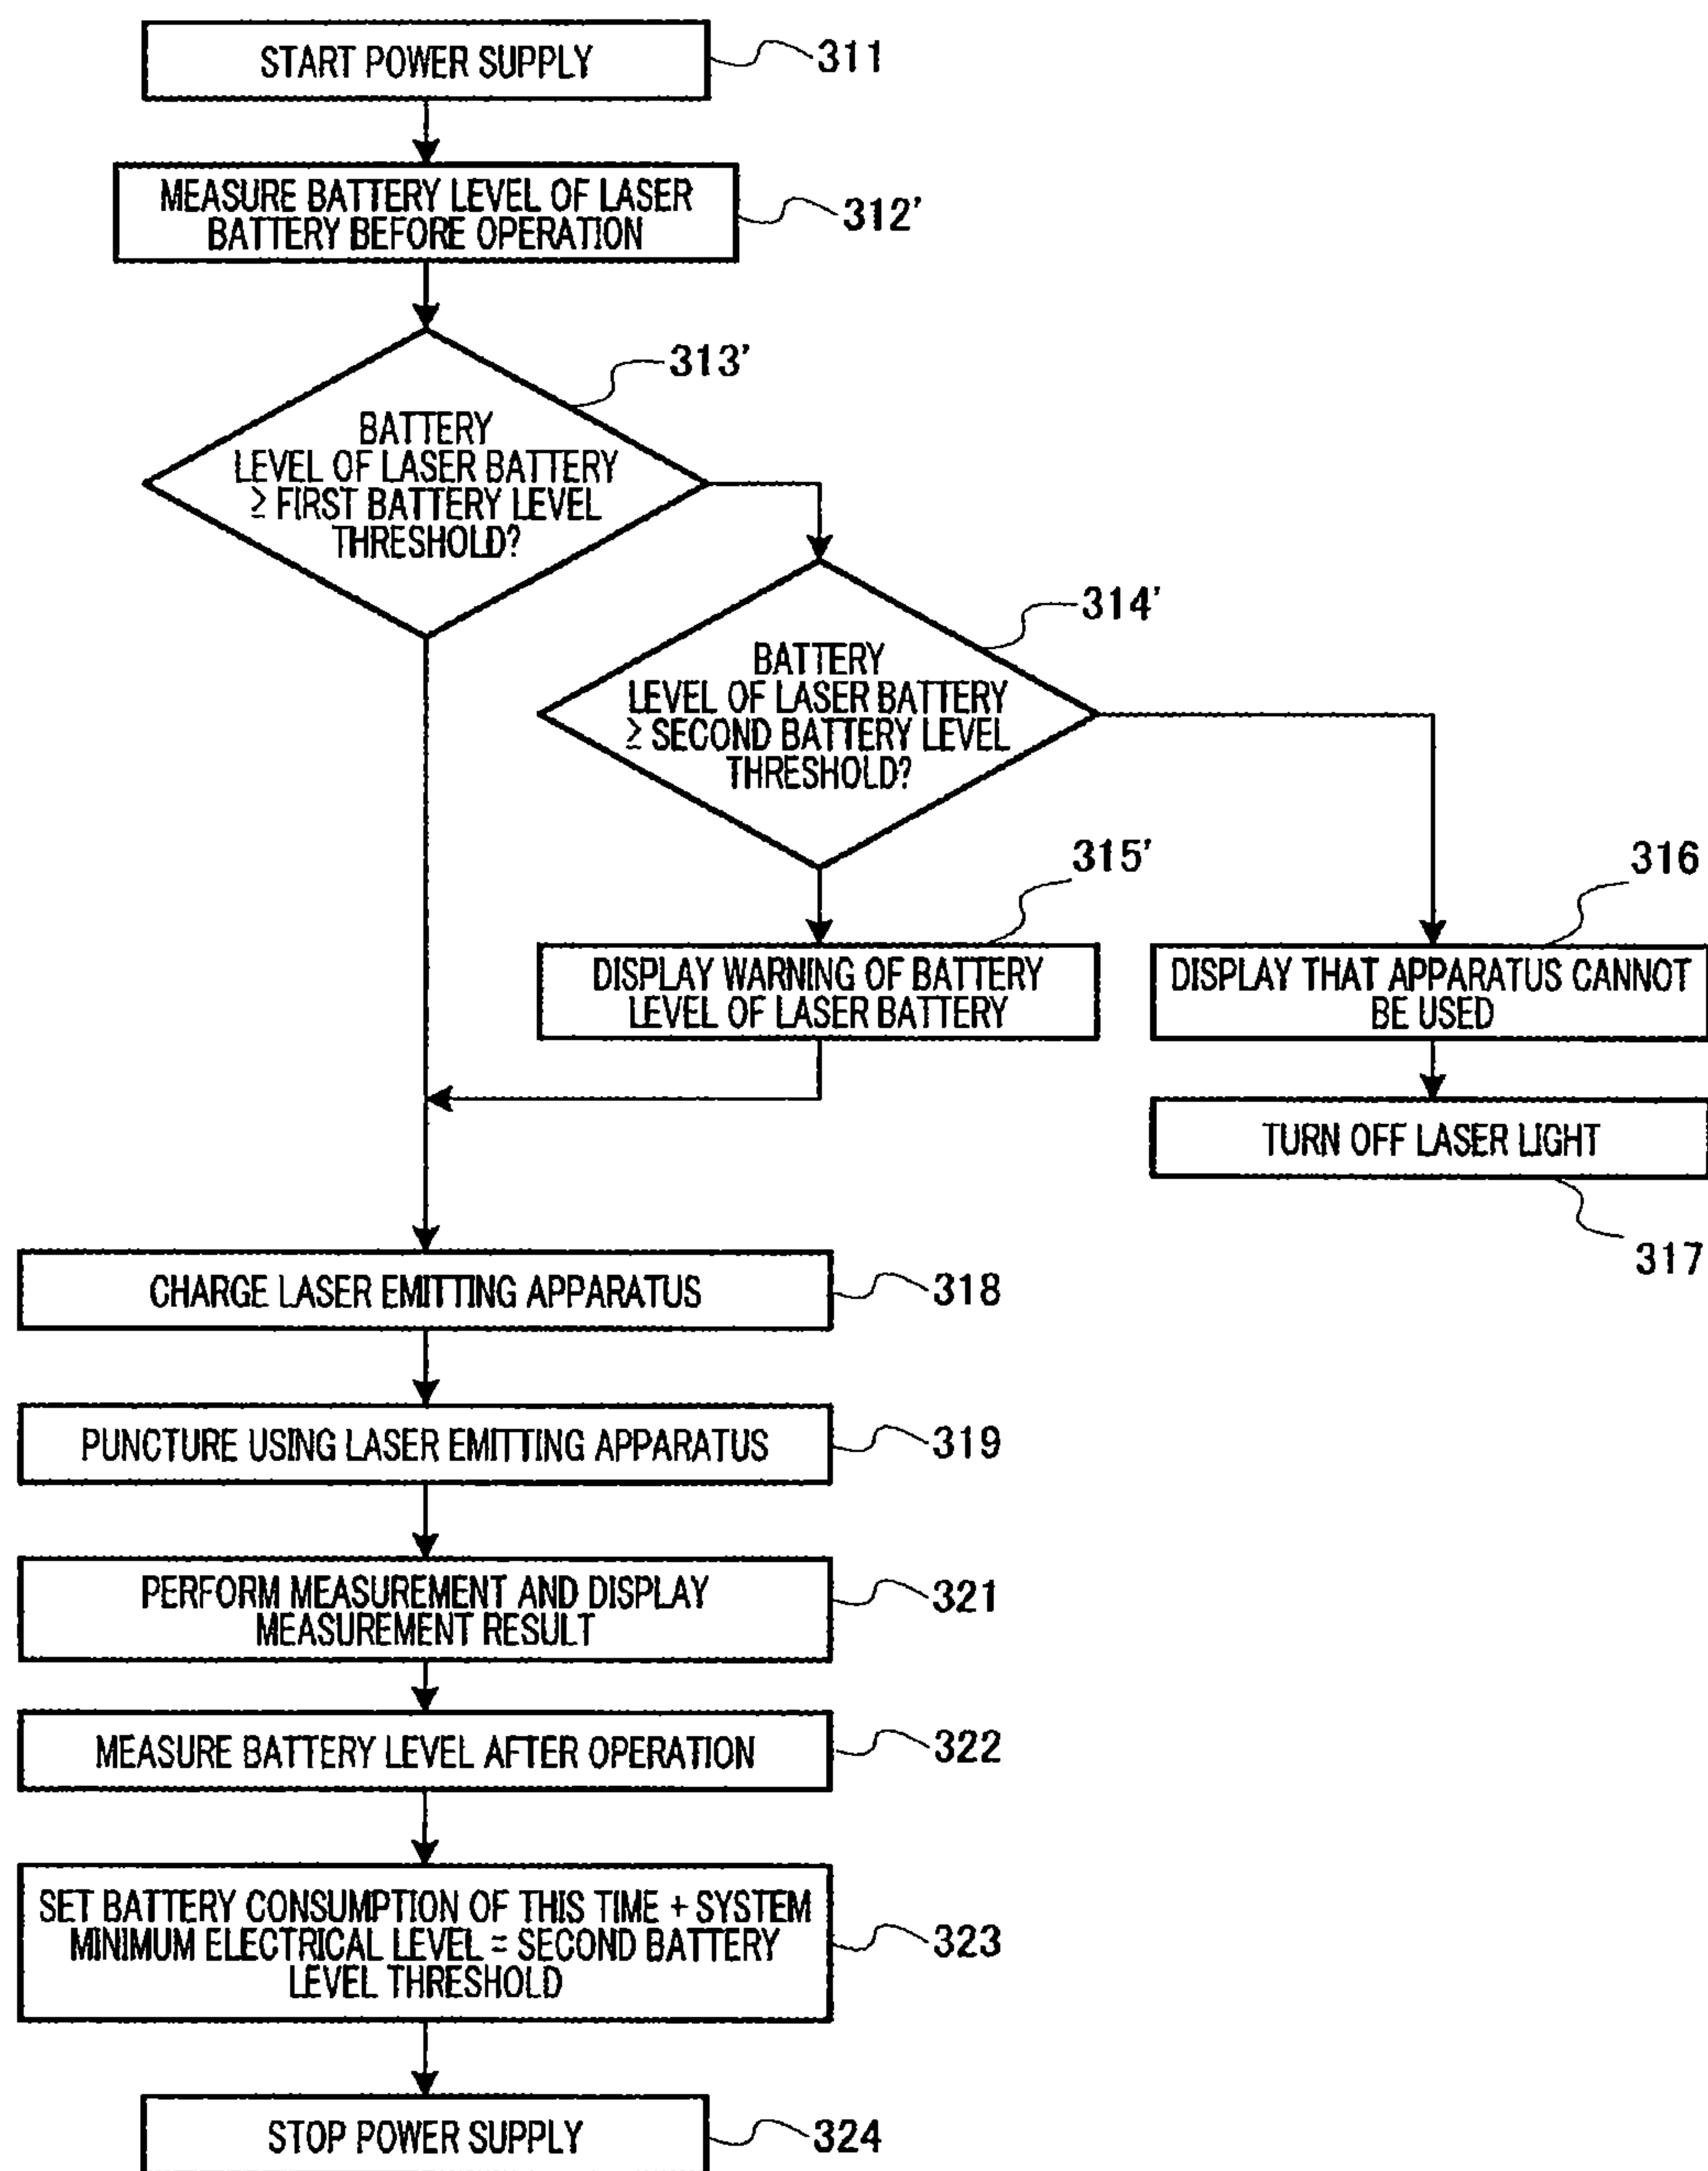 START POWER SUPPLY
311
MEASURE BATTERY LEVEL OF LASER
BATTERY BEFORE OPERATION
312'
313'
BATTERY
LEVEL OF LASER BATTERY
≥ FIRST BATTERY LEVEL
THRESHOLD?
314'
BATTERY
LEVEL OF LASER BATTERY
≥ SECOND BATTERY LEVEL
THRESHOLD?
315'
316
DISPLAY WARNING OF BATTERY
LEVEL OF LASER BATTERY
DISPLAY THAT APPARATUS CANNOT
BE USED
TURN OFF LASER LIGHT
317
CHARGE LASER EMITTING APPARATUS
318
PUNCTURE USING LASER EMITTING APPARATUS
319
PERFORM MEASUREMENT AND DISPLAY
MEASUREMENT RESULT
321
MEASURE BATTERY LEVEL AFTER OPERATION
322
SET BATTERY CONSUMPTION OF THIS TIME + SYSTEM
MINIMUM ELECTRICAL LEVEL = SECOND BATTERY
LEVEL THRESHOLD
323
STOP POWER SUPPLY
324